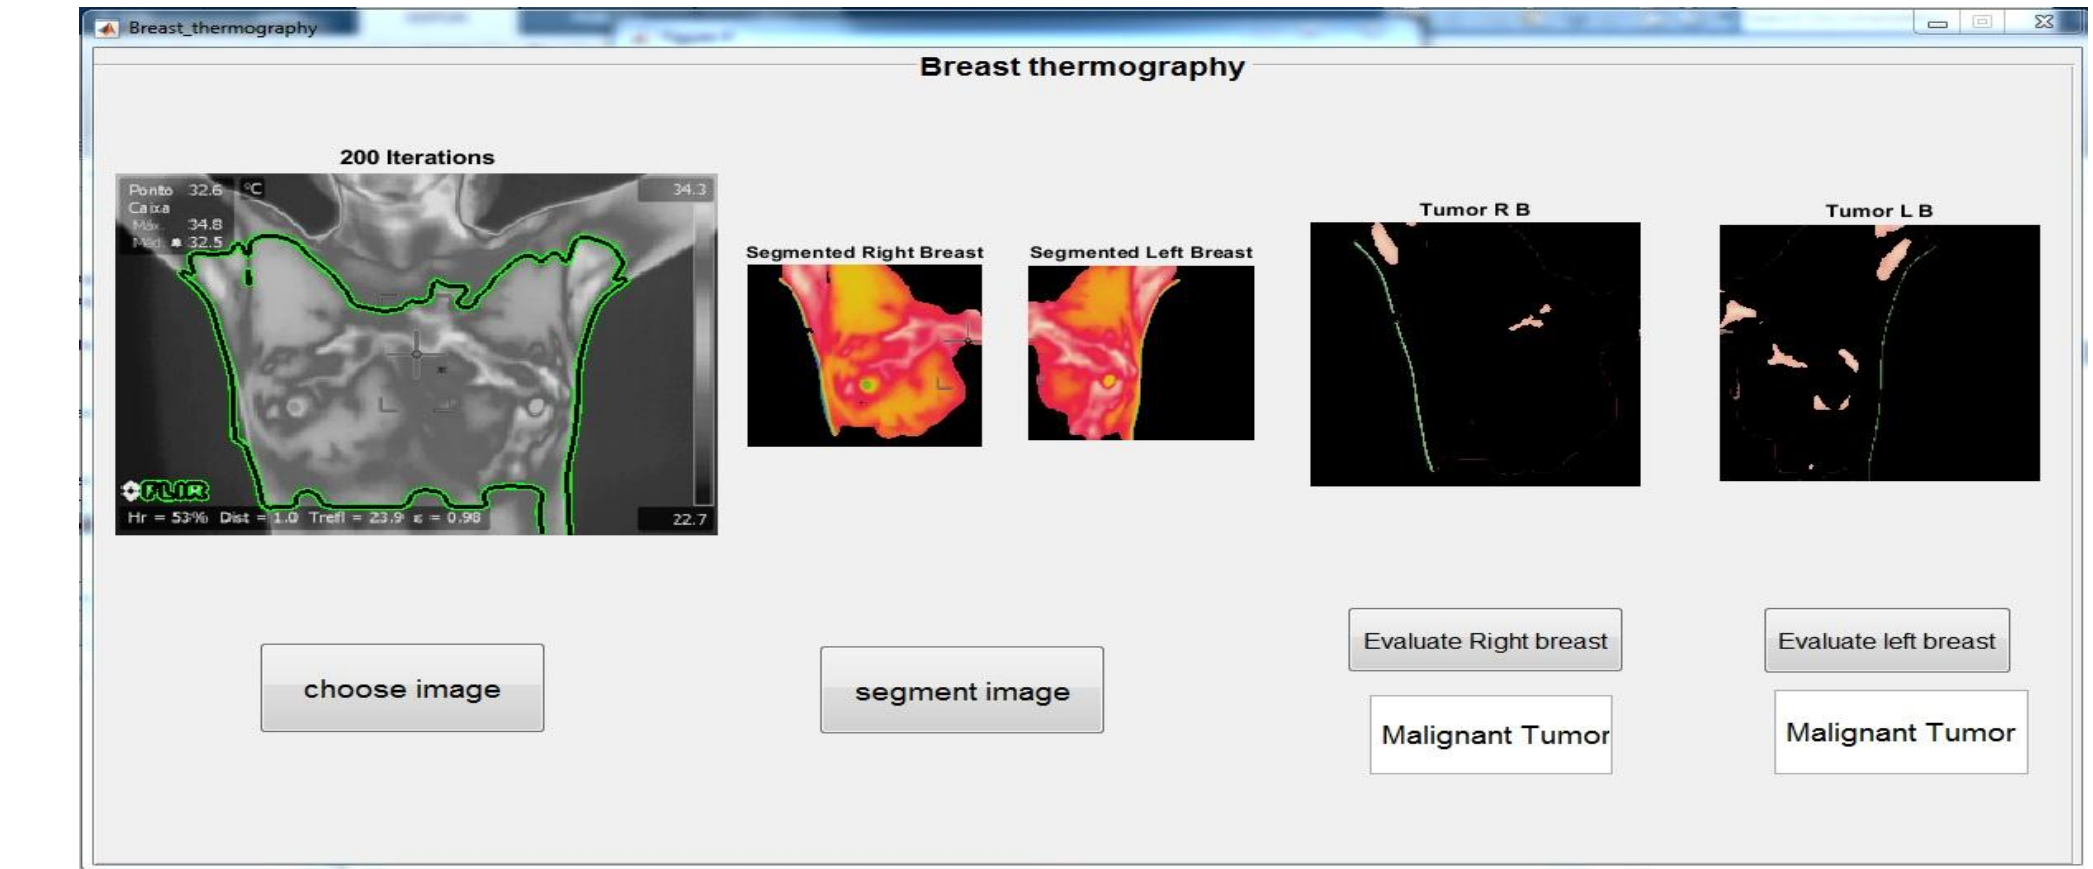 Breast_thermography
Breast thermography
200 Iterations
Ponto 32.6 °C
Caixa
Máx. 34.8
Méd. 32.5
34.3
FLIR
Hr = 53% Dist = 1.0 Trefl = 23.9 ε = 0.98
22.7
Segmented Right Breast
Segmented Left Breast
Tumor R B
Tumor L B
choose image
segment image
Evaluate Right breast
Evaluate left breast
Malignant Tumor
Malignant Tumor